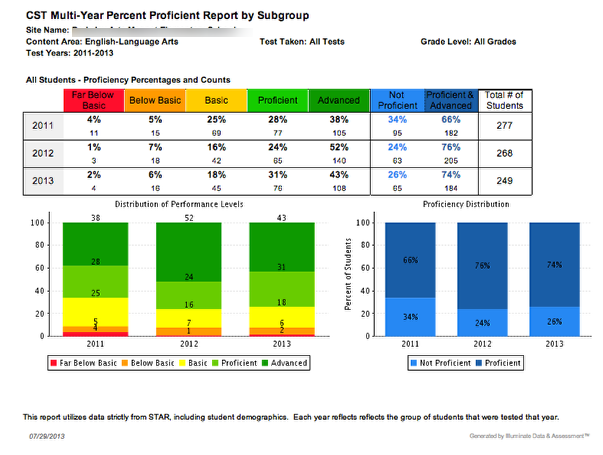 CST Multi-Year Percent Proficient Report by Subgroup
Site Name:
Content Area: English-Language Arts Test Taken: All Tests Grade Level: All Grades
Test Years: 2011-2013
All Students - Proficiency Percentages and Counts
Far Below Basic Below Basic Basic Proficient Advanced Not Proficient Proficient & Advanced Total # of Students
2011 4% 5% 25% 28% 38% 34% 66% 277
11 15 69 77 105 95 182
2012 1% 7% 16% 24% 52% 24% 76% 268
3 18 42 65 140 63 205
2013 2% 6% 18% 31% 43% 26% 74% 249
4 16 45 76 108 65 184
Distribution of Performance Levels
38 52 43
100
80
60
40
20
0
28 24 31
25 16 18
5 7 6
4 1 2
2011 2012 2013
Far Below Basic Below Basic Basic Proficient Advanced
Proficiency Distribution
Percent of Students
100
80
60
40
20
0
66% 76% 74%
34% 24% 26%
2011 2012 2013
Not Proficient Proficient
This report utilizes data strictly from STAR, including student demographics. Each year reflects reflects the group of students that were tested that year.
07/29/2013 Generated by Illuminate Data & Assessment™